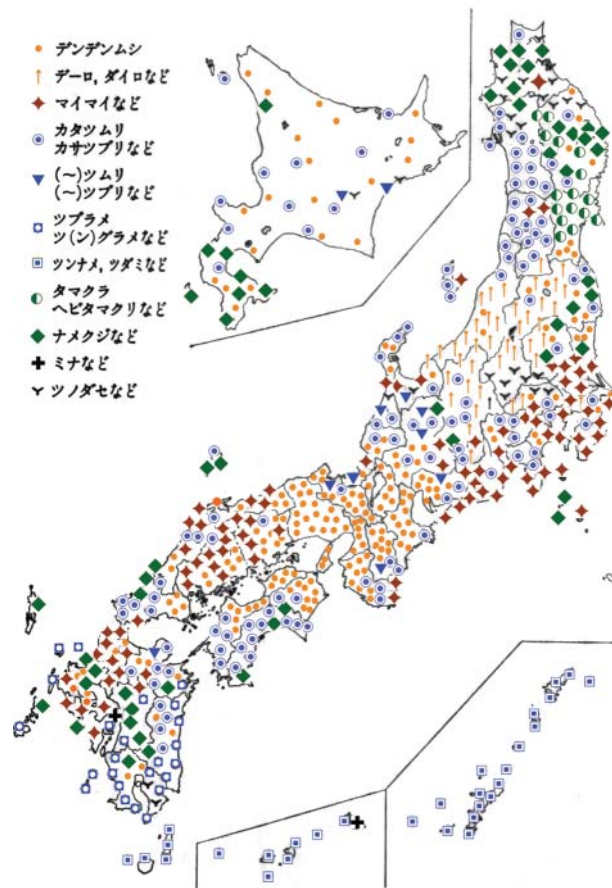 デンデンムシ
デーロ, ダイロなど
マイマイなど
カタツムリ
カサツブリなど
(〜)ツムリ
(〜)ツブリなど
ツブラメ
ツ(ン)グラメなど
ツンナメ, ツダミなど
タマクラ
ヘビタマクリなど
ナメクジなど
ミナなど
ツノダセなど